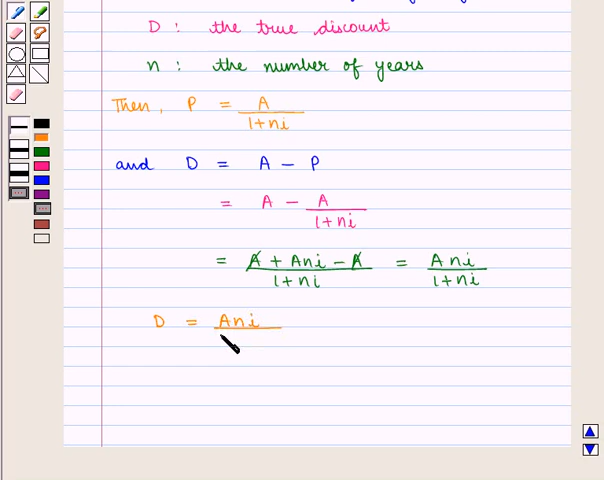 D : the true discount
n : the number of years
Then, P = A / 1+ni
and D = A - P
= A - A / 1+ni
= A + Ani - A / 1+ni = Ani / 1+ni
D = Ani